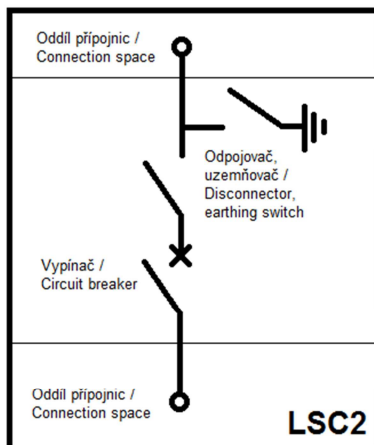 Oddíl přípojnic /
Connection space
Odpojovač,
uzemňovač /
Disconnector,
earthing switch
Vypínač /
Circuit breaker
Oddíl přípojnic /
Connection space
LSC2